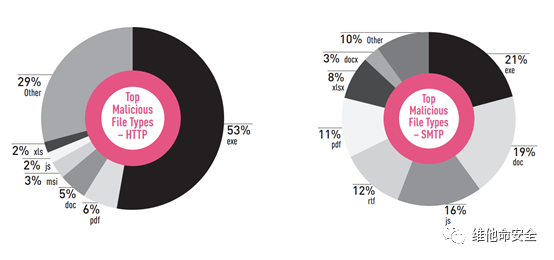 29%
Other
2% xls
2% js
3% msi
5%
doc
6%
pdf
53%
exe
Top
Malicious
File Types
– HTTP
10% Other
3% docx
8%
xlsx
11%
pdf
12%
rtf
16%
js
19%
doc
21%
exe
Top
Malicious
File Types
– SMTP
维他命安全